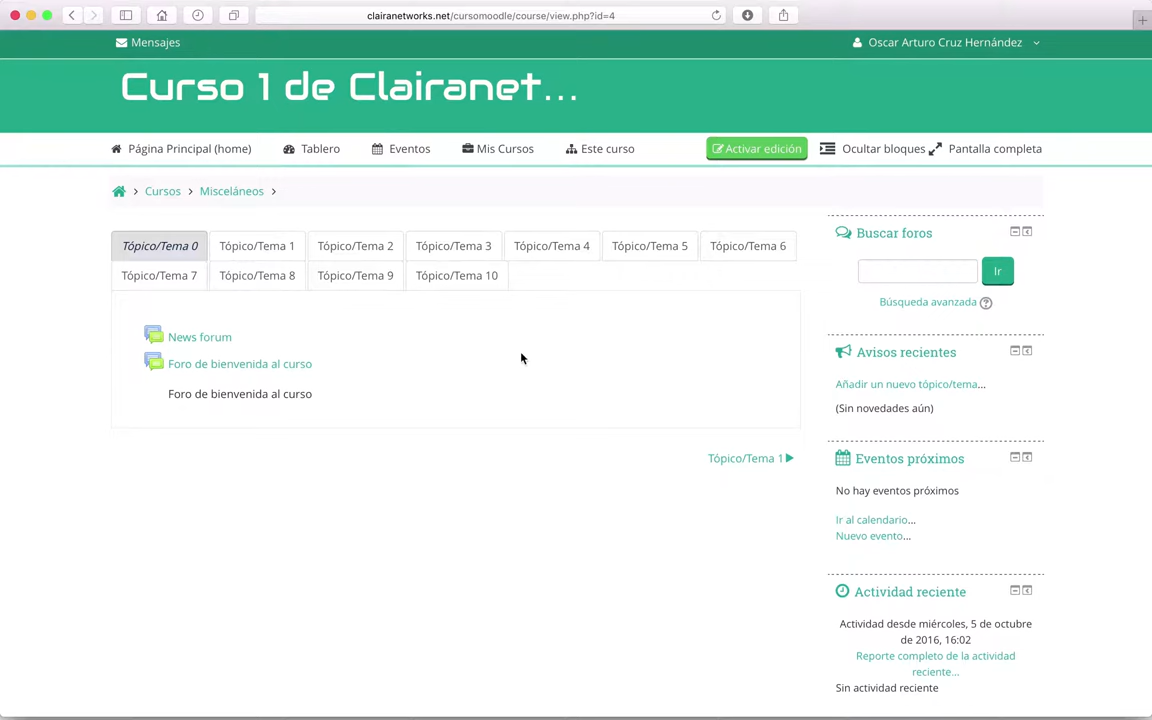 clairanetworks.net/cursomoodle/course/view.php?id=4
Mensajes
Oscar Arturo Cruz Hernández
Curso 1 de Clairanet...
Página Principal (home)
Tablero
Eventos
Mis Cursos
Este curso
Activar edición
Ocultar bloques
Pantalla completa
Cursos
Misceláneos
Tópico/Tema 0
Tópico/Tema 1
Tópico/Tema 2
Tópico/Tema 3
Tópico/Tema 4
Tópico/Tema 5
Tópico/Tema 6
Tópico/Tema 7
Tópico/Tema 8
Tópico/Tema 9
Tópico/Tema 10
News forum
Foro de bienvenida al curso
Foro de bienvenida al curso
Tópico/Tema 1
Buscar foros
Ir
Búsqueda avanzada
Avisos recientes
Añadir un nuevo tópico/tema...
(Sin novedades aún)
Eventos próximos
No hay eventos próximos
Ir al calendario...
Nuevo evento...
Actividad reciente
Actividad desde miércoles, 5 de octubre
de 2016, 16:02
Reporte completo de la actividad
reciente...
Sin actividad reciente